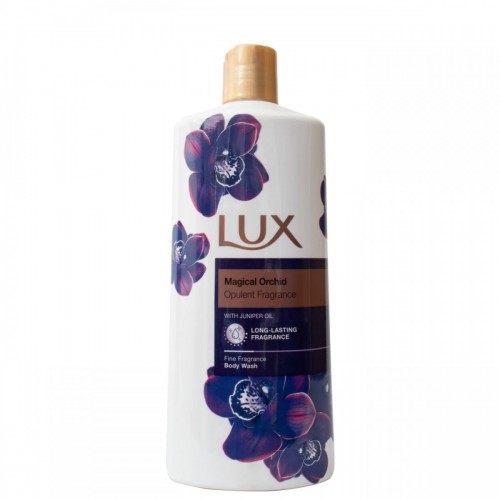 LUX
Magical Orchid
Opulent Fragrance
WITH JUNIPER OIL
LONG-LASTING
FRAGRANCE
Fine Fragrance
Body Wash